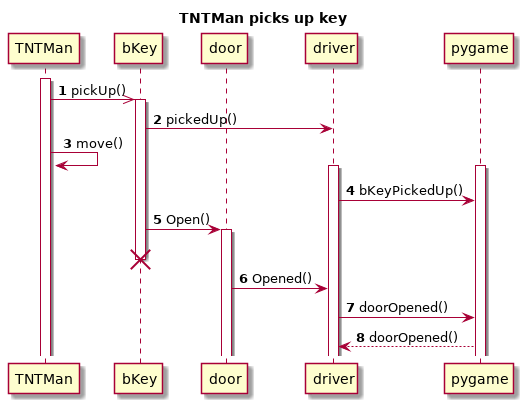 TNTMan picks up key
TNTMan bKey door driver pygame
1 pickUp()
2 pickedUp()
3 move()
4 bKeyPickedUp()
5 Open()
6 Opened()
7 doorOpened()
8 doorOpened()
TNTMan bKey door driver pygame